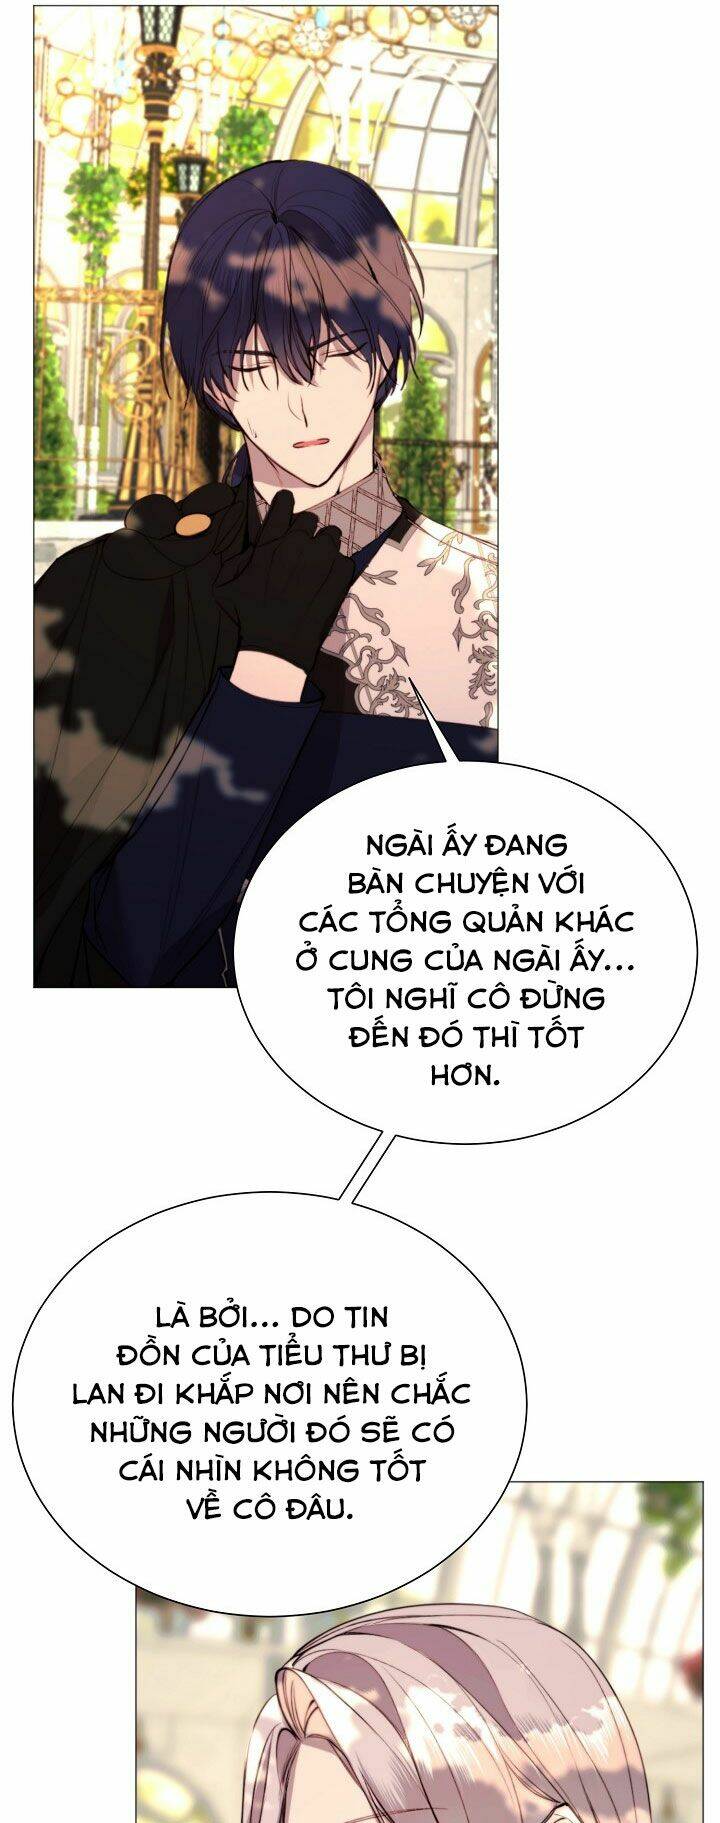 NGÀI ẤY ĐANG
BÀN CHUYỆN VỚI
CÁC TỔNG QUẢN KHÁC
Ở CUNG CỦA NGÀI ẤY...
TÔI NGHĨ CÔ ĐỪNG
ĐẾN ĐÓ THÌ TỐT
HƠN.
LÀ BỞI... DO TIN
ĐỒN CỦA TIỂU THƯ BỊ
LAN ĐI KHẮP NƠI NÊN CHẮC
NHỮNG NGƯỜI ĐÓ SẼ CÓ
CÁI NHÌN KHÔNG TỐT
VỀ CÔ ĐÂU.